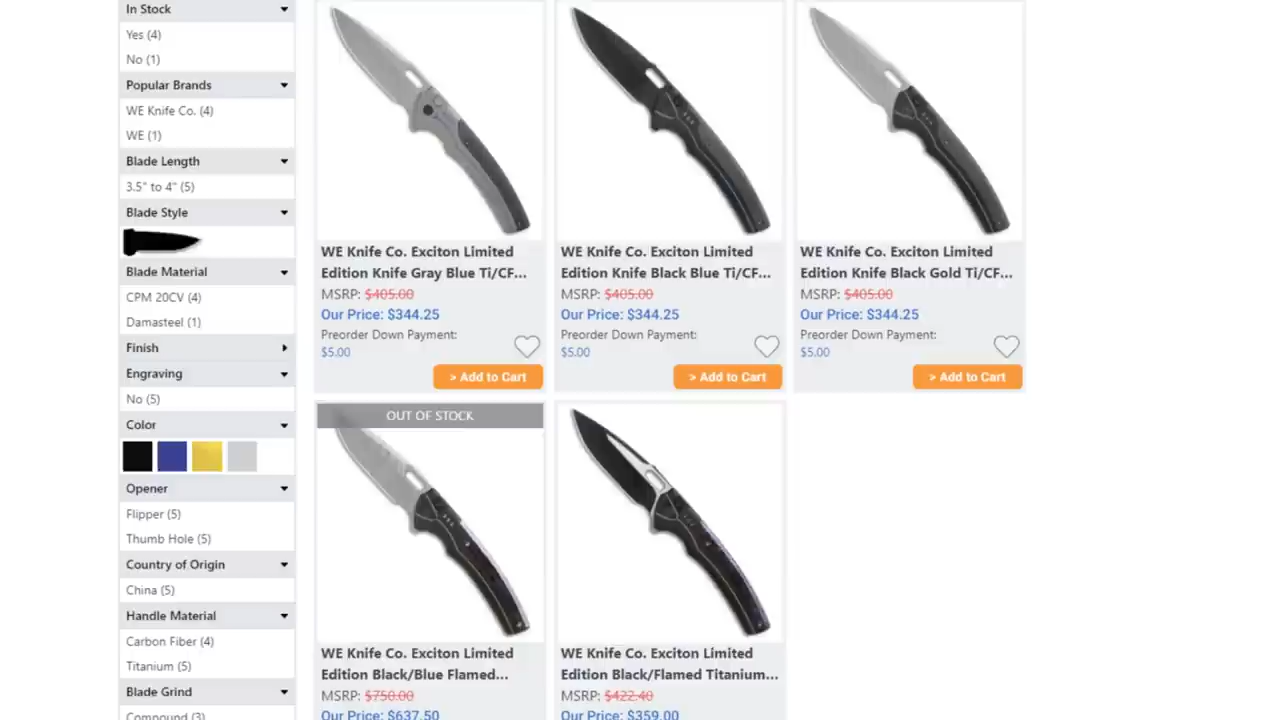 In Stock
Yes (4)
No (1)
Popular Brands
WE Knife Co. (4)
WE (1)
Blade Length
3.5" to 4" (5)
Blade Style
Blade Material
CPM 20CV (4)
Damasteel (1)
Finish
Engraving
No (5)
Color
Opener
Flipper (5)
Thumb Hole (5)
Country of Origin
China (5)
Handle Material
Carbon Fiber (4)
Titanium (5)
Blade Grind
Compound (3)
WE Knife Co. Exciton Limited
Edition Knife Gray Blue Ti/CF...
MSRP: $405.00
Our Price: $344.25
Preorder Down Payment:
$5.00
> Add to Cart
WE Knife Co. Exciton Limited
Edition Knife Black Blue Ti/CF...
MSRP: $405.00
Our Price: $344.25
Preorder Down Payment:
$5.00
> Add to Cart
WE Knife Co. Exciton Limited
Edition Knife Black Gold Ti/CF...
MSRP: $405.00
Our Price: $344.25
Preorder Down Payment:
$5.00
> Add to Cart
OUT OF STOCK
WE Knife Co. Exciton Limited
Edition Black/Blue Flamed...
MSRP: $750.00
Our Price: $637.50
WE Knife Co. Exciton Limited
Edition Black/Flamed Titanium...
MSRP: $422.40
Our Price: $359.00